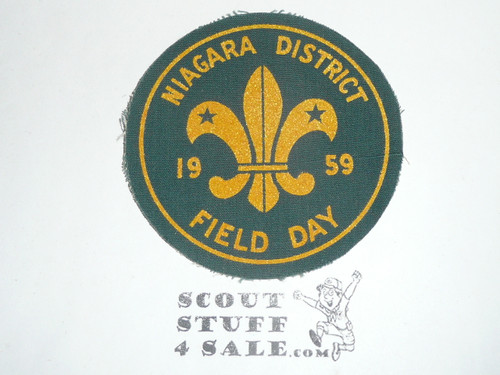 NIAGARA DISTRICT
19 59
FIELD DAY
SCOUT
STUFF
4 SALE.COM